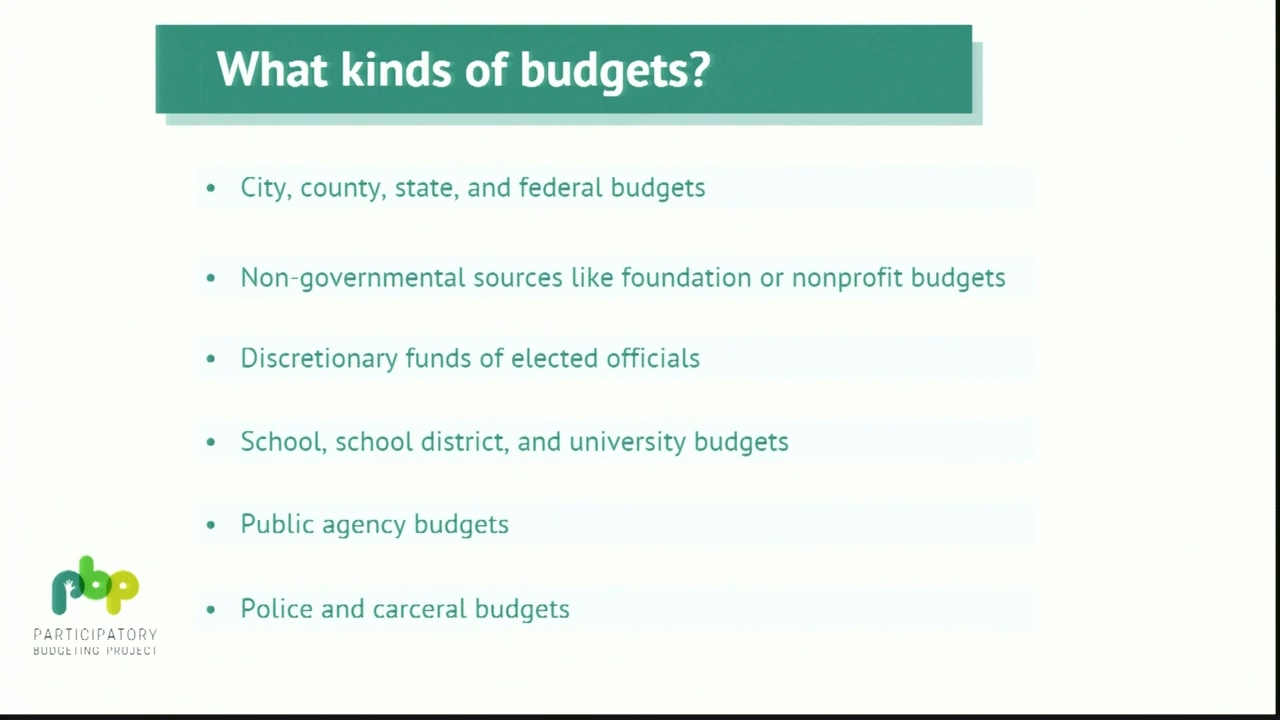 What kinds of budgets?
• City, county, state, and federal budgets
• Non-governmental sources like foundation or nonprofit budgets
• Discretionary funds of elected officials
• School, school district, and university budgets
• Public agency budgets
• Police and carceral budgets
pbp
PARTICIPATORY
BUDGETING PROJECT